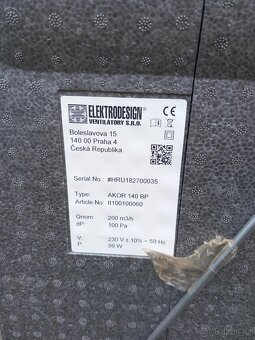 ELEKTRODESIGN
VENTILÁTORY S.R.O.
Boleslavova 15
140 00 Praha 4
Česká Republika
CE
Serial No.: #HRU182700035
Type: AKOR 140 BP
Article No: II100100060
Qnom: 200 m3/h
dP: 100 Pa
V: 230 V ± 10% ~ 50 Hz
P: 99 W